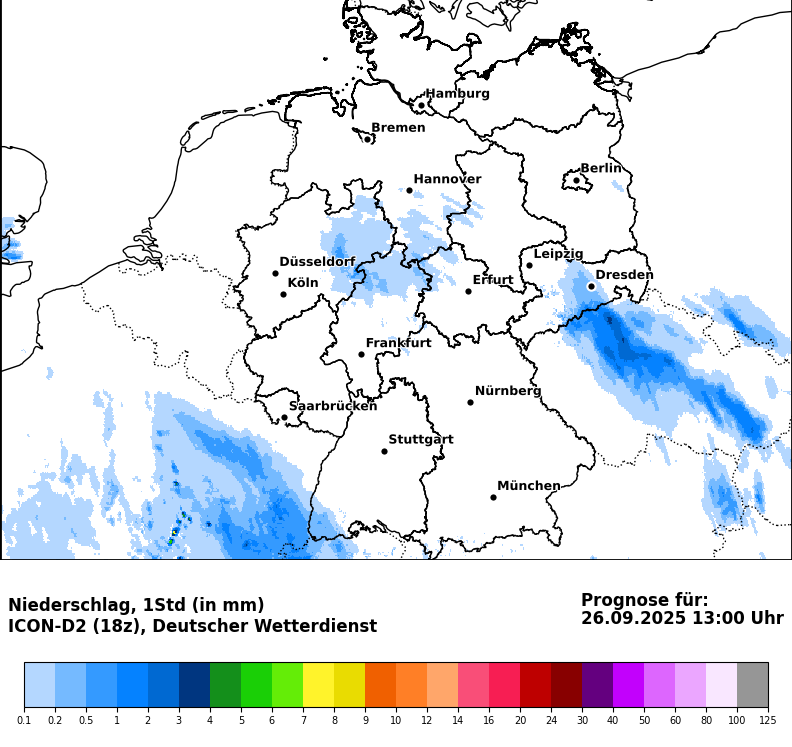 Hamburg
Bremen
Berlin
Hannover
Leipzig
Düsseldorf
Dresden
Köln
Erfurt
Frankfurt
Nürnberg
Saarbrücken
Stuttgart
München
Niederschlag, 1Std (in mm)
ICON-D2 (18z), Deutscher Wetterdienst
Prognose für:
26.09.2025 13:00 Uhr
0.1 0.2 0.5 1 2 3 4 5 6 7 8 9 10 12 14 16 20 24 30 40 50 60 80 100 125